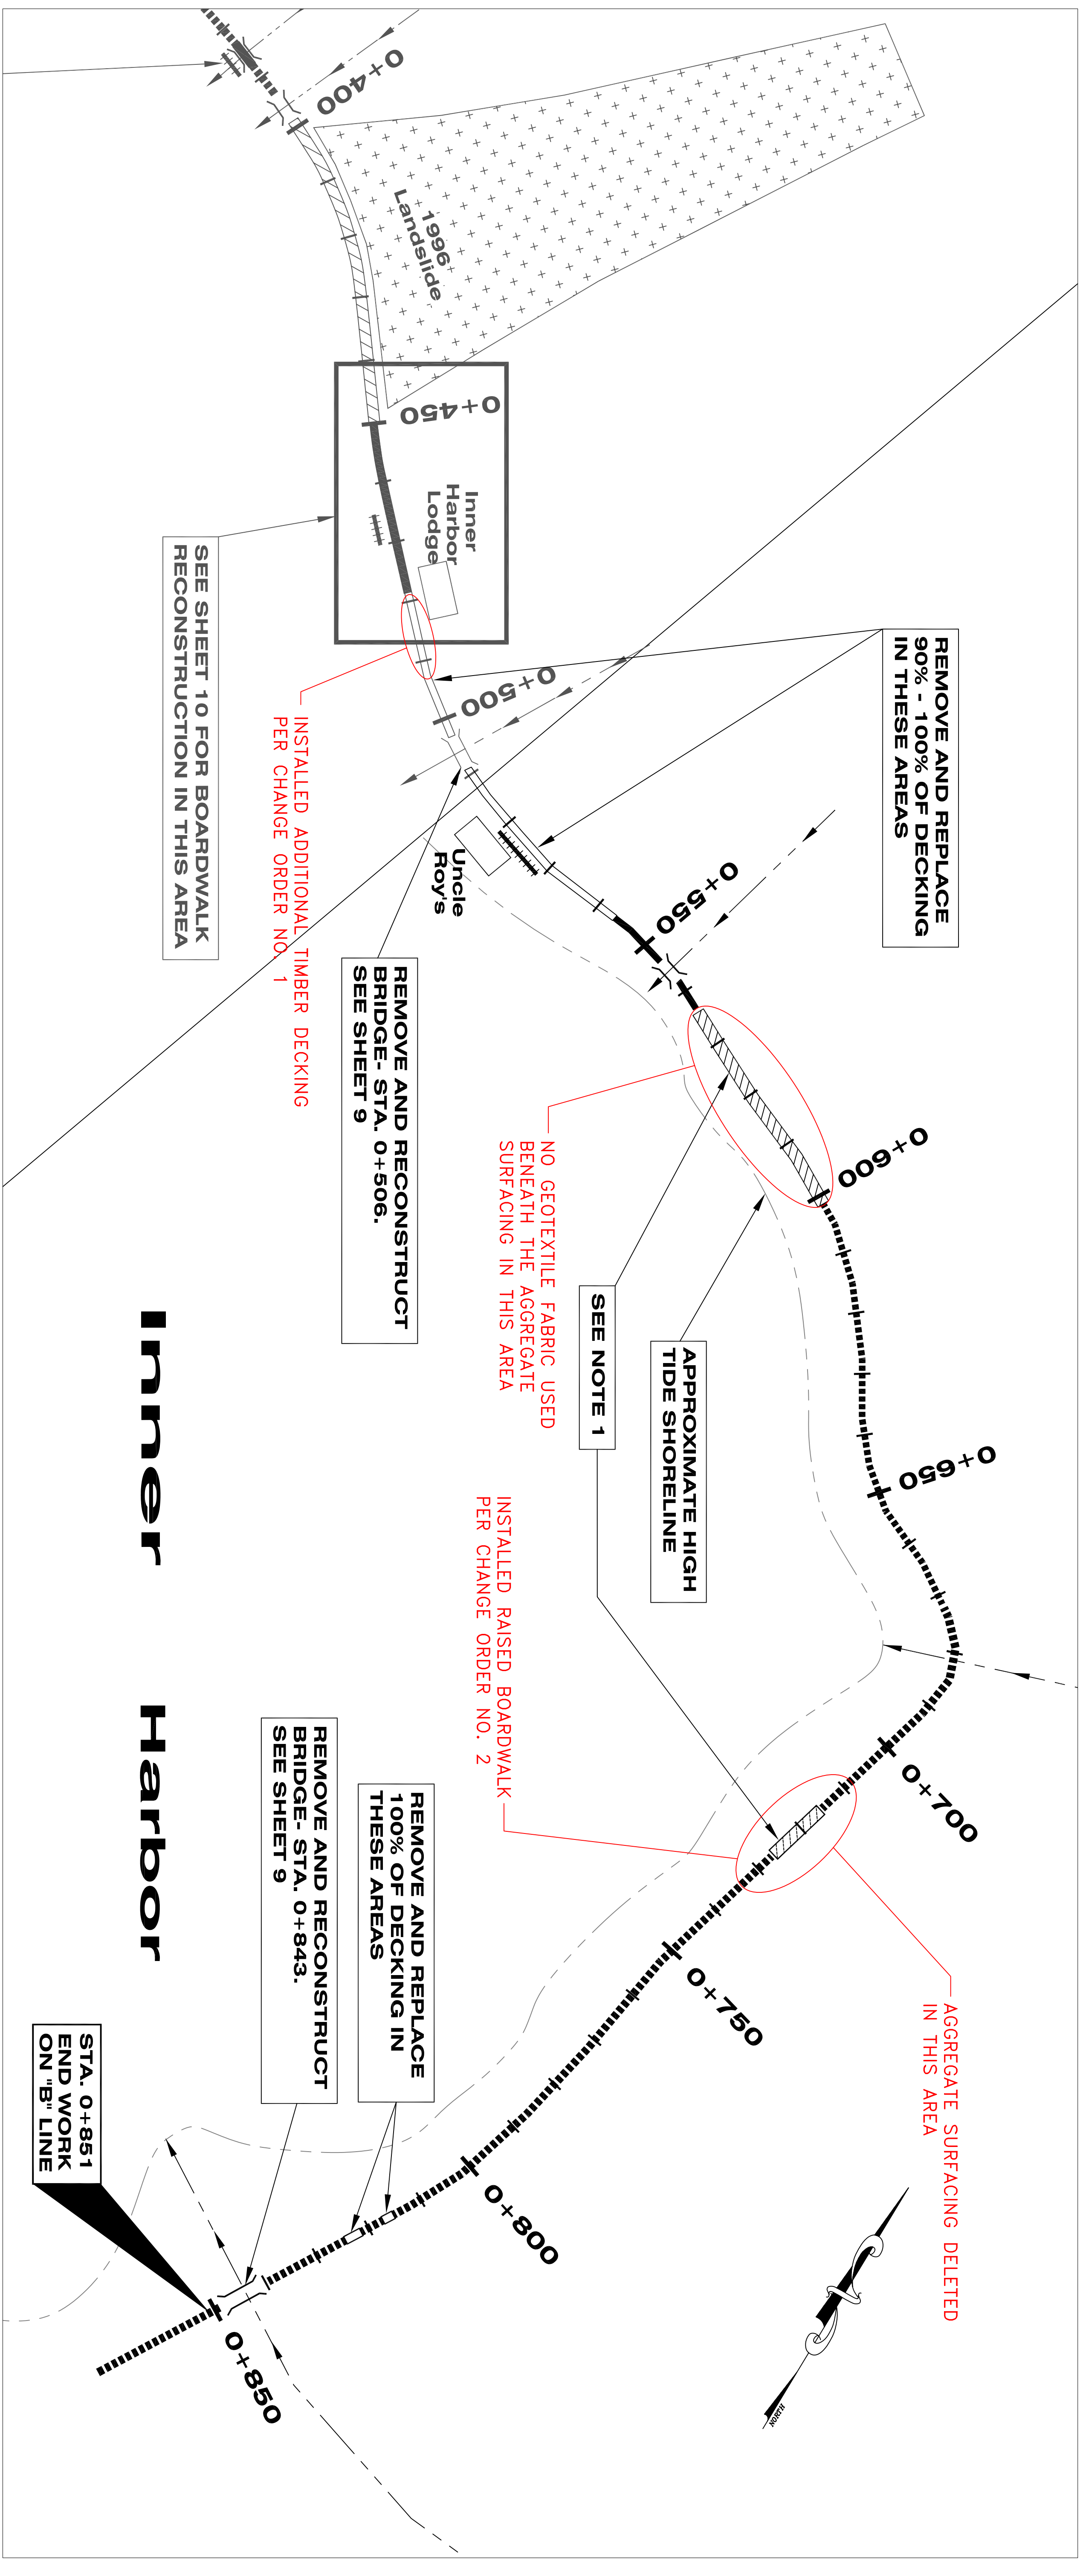 0+400
1996
Landslide
0+450
Inner
Harbor
Lodge
SEE SHEET 10 FOR BOARDWALK
RECONSTRUCTION IN THIS AREA
INSTALLED ADDITIONAL TIMBER DECKING
PER CHANGE ORDER NO. 1
0+500
REMOVE AND REPLACE
90% - 100% OF DECKING
IN THESE AREAS
Uncle
Roy's
0+550
REMOVE AND RECONSTRUCT
BRIDGE- STA. 0+506.
SEE SHEET 9
NO GEOTEXTILE FABRIC USED
BENEATH THE AGGREGATE
SURFACING IN THIS AREA
0+600
SEE NOTE 1
APPROXIMATE HIGH
TIDE SHORELINE
0+650
INSTALLED RAISED BOARDWALK
PER CHANGE ORDER NO. 2
Inner Harbor
0+700
0+750
AGGREGATE SURFACING DELETED
IN THIS AREA
REMOVE AND REPLACE
100% OF DECKING IN
THESE AREAS
REMOVE AND RECONSTRUCT
BRIDGE- STA. 0+843.
SEE SHEET 9
0+800
STA. 0+851
END WORK
ON "B" LINE
0+850
NORTH